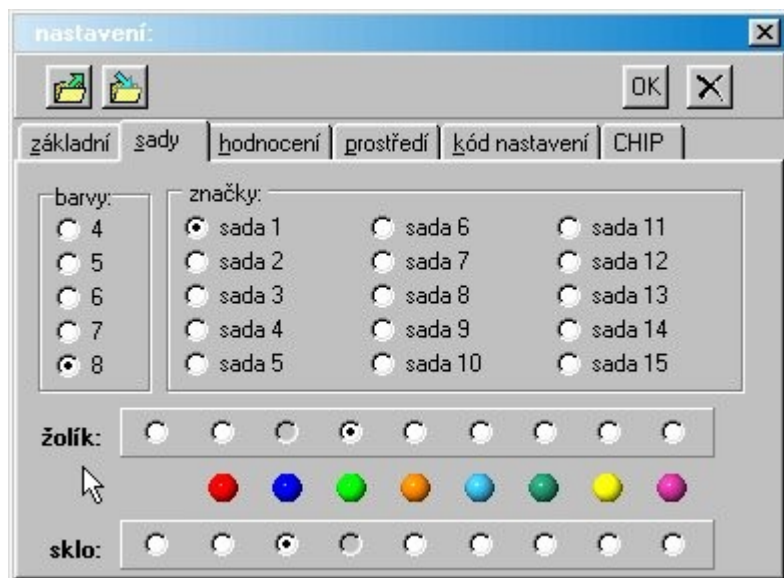 nastavení:
OK
základní sady hodnocení prostředí kód nastavení CHIP
barvy: značky:
4 sada 1 sada 6 sada 11
5 sada 2 sada 7 sada 12
6 sada 3 sada 8 sada 13
7 sada 4 sada 9 sada 14
8 sada 5 sada 10 sada 15
žolík:
sklo: